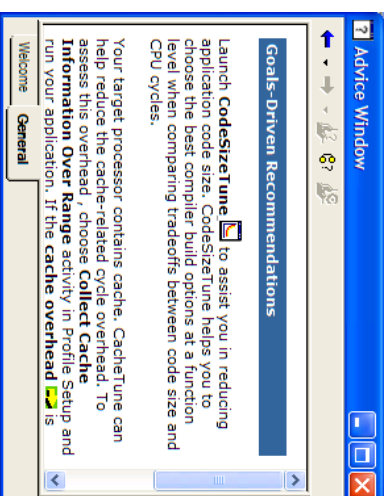 Advice Window
Goals-Driven Recommendations
Launch CodeSizeTune to assist you in reducing
application code size. CodeSizeTune helps you to
choose the best compiler build options at a function
level when comparing tradeoffs between code size and
CPU cycles.
Your target processor contains cache. CacheTune can
help reduce the cache-related cycle overhead. To
assess this overhead , choose Collect Cache
Information Over Range activity in Profile Setup and
run your application. If the cache overhead is
Welcome General